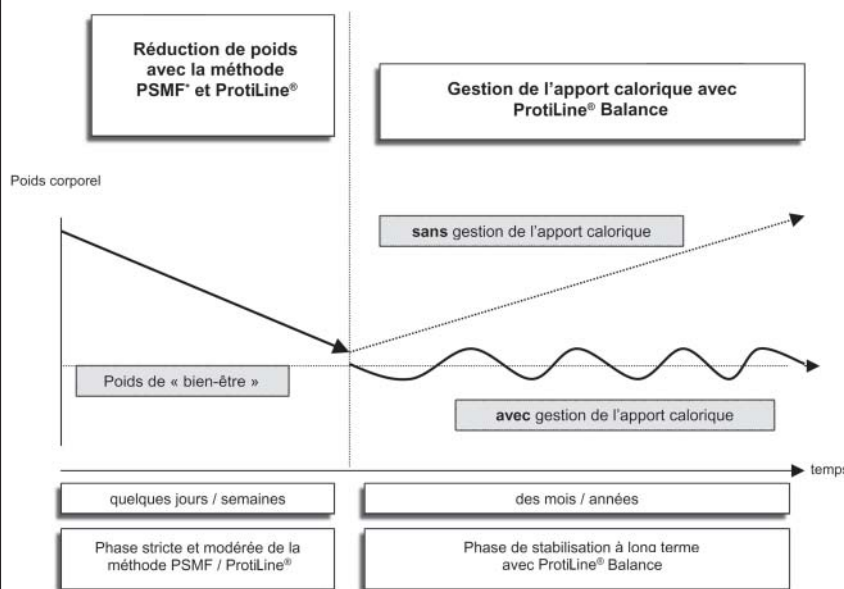 Réduction de poids
avec la méthode
PSMF* et ProtiLine®
Gestion de l'apport calorique avec
ProtiLine® Balance
Poids corporel
sans gestion de l'apport calorique
Poids de « bien-être »
avec gestion de l'apport calorique
temps
quelques jours / semaines
des mois / années
Phase stricte et modérée de la
méthode PSMF / ProtiLine®
Phase de stabilisation à long terme
avec ProtiLine® Balance